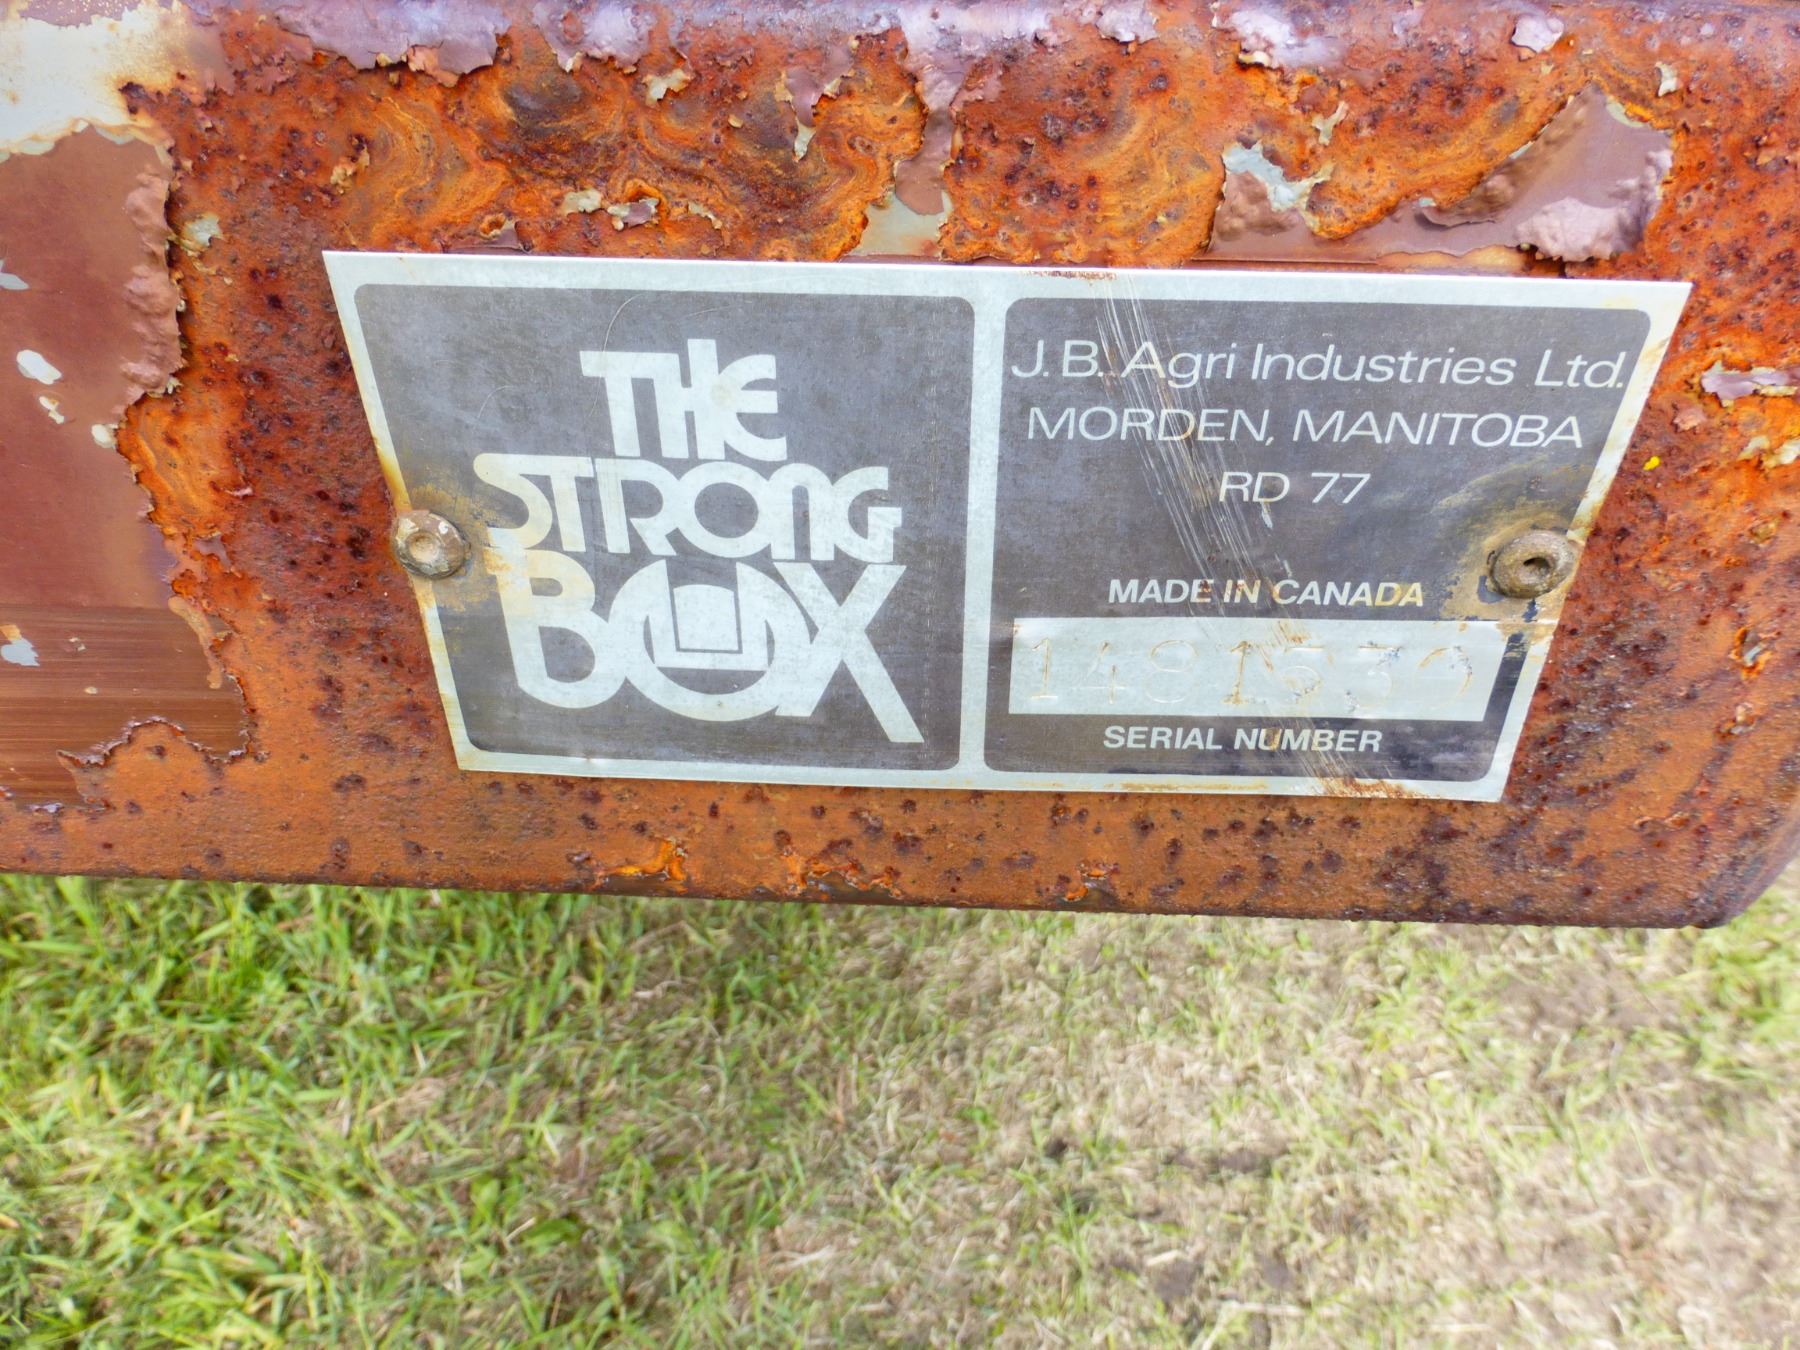 THE
STRONG
BOX
J.B. Agri Industries Ltd.
MORDEN, MANITOBA
RD 77
MADE IN CANADA
SERIAL NUMBER